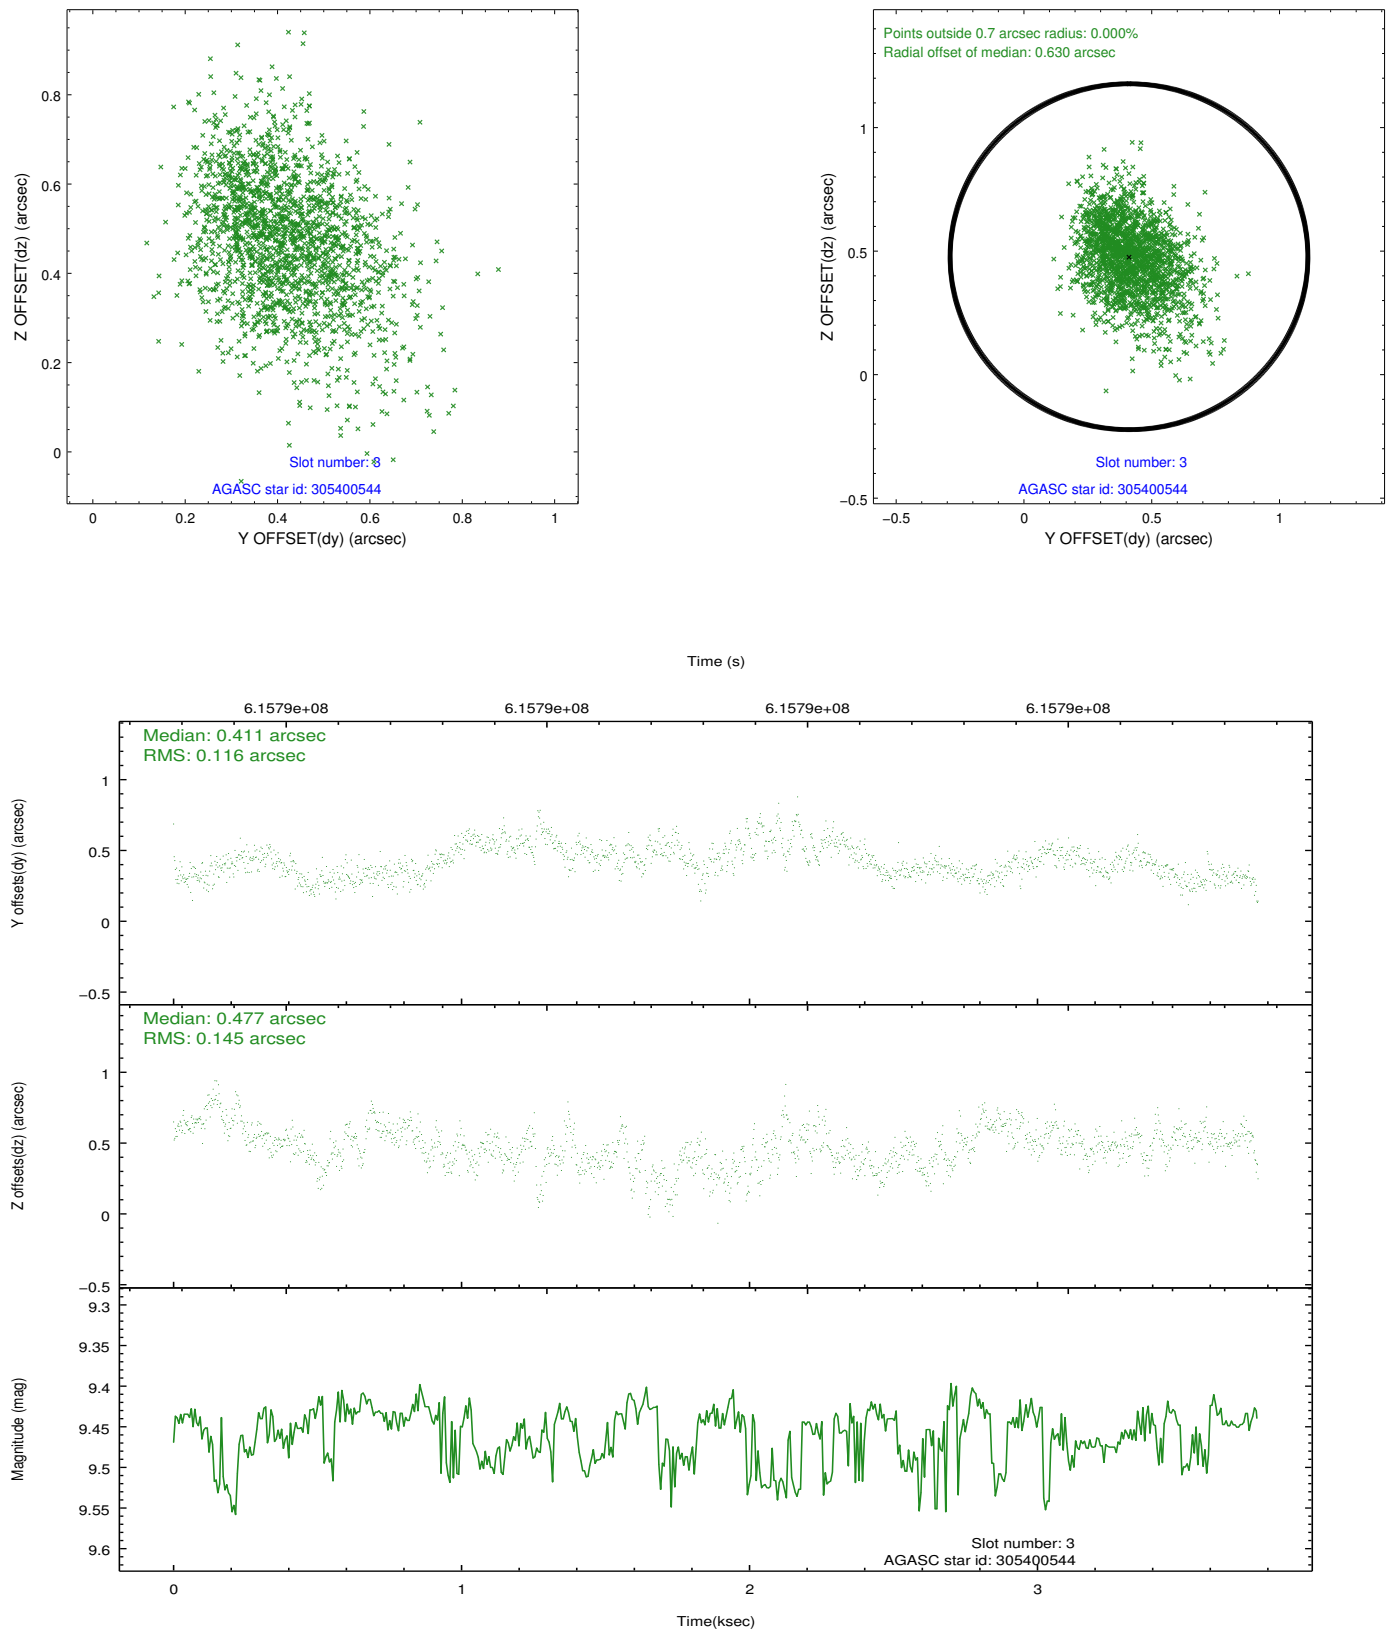 0.8
0.6
0.4
0.2
0
Z OFFSET(dz) (arcsec)
Slot number: 3
AGASC star id: 305400544
0 0.2 0.4 0.6 0.8 1
Y OFFSET(dy) (arcsec)
Points outside 0.7 arcsec radius: 0.000%
Radial offset of median: 0.630 arcsec
1
0.5
0
−0.5
Z OFFSET(dz) (arcsec)
Slot number: 3
AGASC star id: 305400544
−0.5 0 0.5 1
Y OFFSET(dy) (arcsec)
Time (s)
6.1579e+08 6.1579e+08 6.1579e+08 6.1579e+08
Median: 0.411 arcsec
RMS: 0.116 arcsec
1
0.5
0
−0.5
Y offsets(dy) (arcsec)
Median: 0.477 arcsec
RMS: 0.145 arcsec
1
0.5
0
−0.5
Z offsets(dz) (arcsec)
9.3
9.35
9.4
9.45
9.5
9.55
9.6
Magnitude (mag)
Slot number: 3
AGASC star id: 305400544
0 1 2 3
Time(ksec)